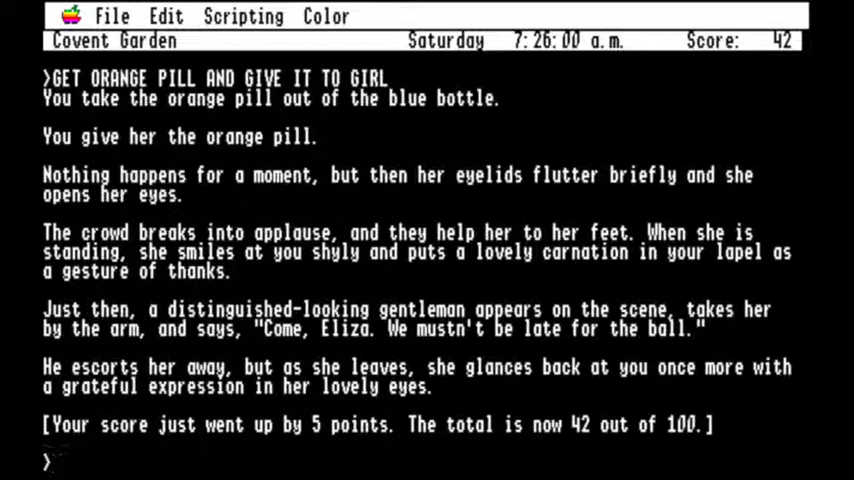 File Edit Scripting Color
Covent Garden Saturday 7:26:00 a.m. Score: 42
>GET ORANGE PILL AND GIVE IT TO GIRL
You take the orange pill out of the blue bottle.
You give her the orange pill.
Nothing happens for a moment, but then her eyelids flutter briefly and she
opens her eyes.
The crowd breaks into applause, and they help her to her feet. When she is
standing, she smiles at you shyly and puts a lovely carnation in your lapel as
a gesture of thanks.
Just then, a distinguished-looking gentleman appears on the scene, takes her
by the arm, and says, "Come, Eliza. We mustn't be late for the ball."
He escorts her away, but as she leaves, she glances back at you once more with
a grateful expression in her lovely eyes.
[Your score just went up by 5 points. The total is now 42 out of 100.]
>